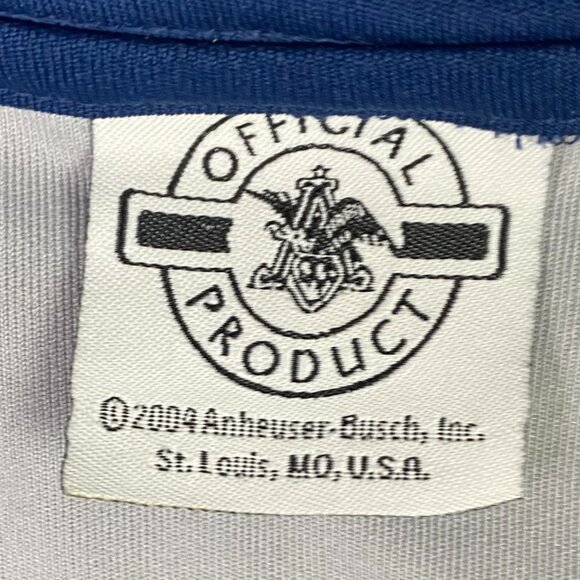 OFFICIAL
PRODUCT
©2004 Anheuser-Busch, Inc.
St. Louis, MO, U.S.A.